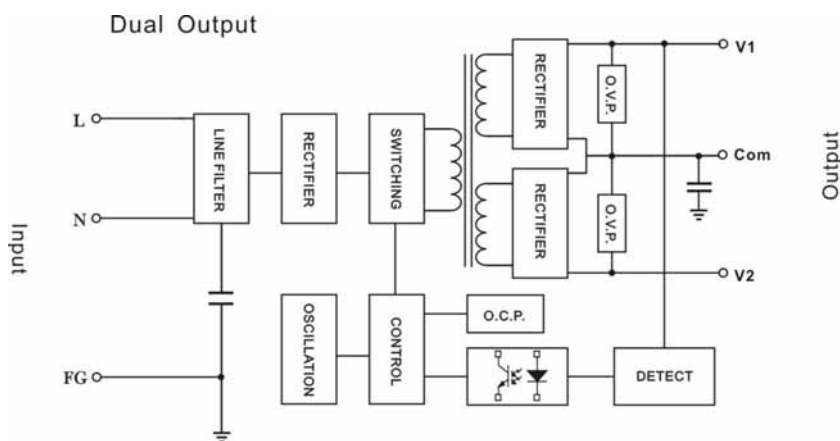 Dual Output
V1
RECTIFIER
O.V.P.
L
LINE FILTER
RECTIFIER
SWITCHING
Com
Output
RECTIFIER
O.V.P.
N
Input
V2
OSCILLATION
CONTROL
O.C.P.
FG
DETECT